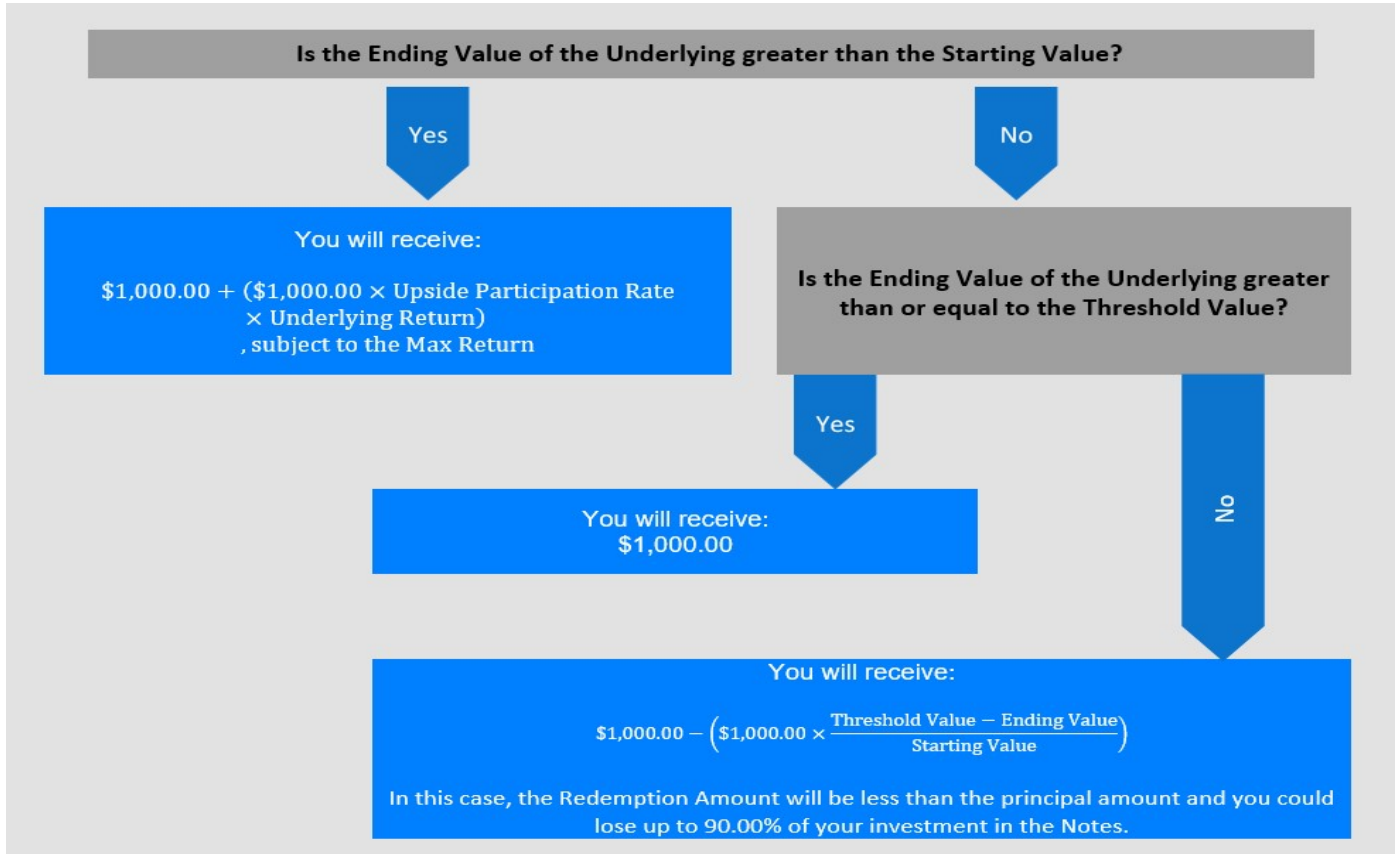 Is the Ending Value of the Underlying greater than the Starting Value?
Yes
No
You will receive:
$1,000.00 + ($1,000.00 × Upside Participation Rate
× Underlying Return)
, subject to the Max Return
Is the Ending Value of the Underlying greater
than or equal to the Threshold Value?
Yes
No
You will receive:
$1,000.00
You will receive:
$1,000.00 − ($1,000.00 × (Threshold Value − Ending Value) / Starting Value)
In this case, the Redemption Amount will be less than the principal amount and you could
lose up to 90.00% of your investment in the Notes.